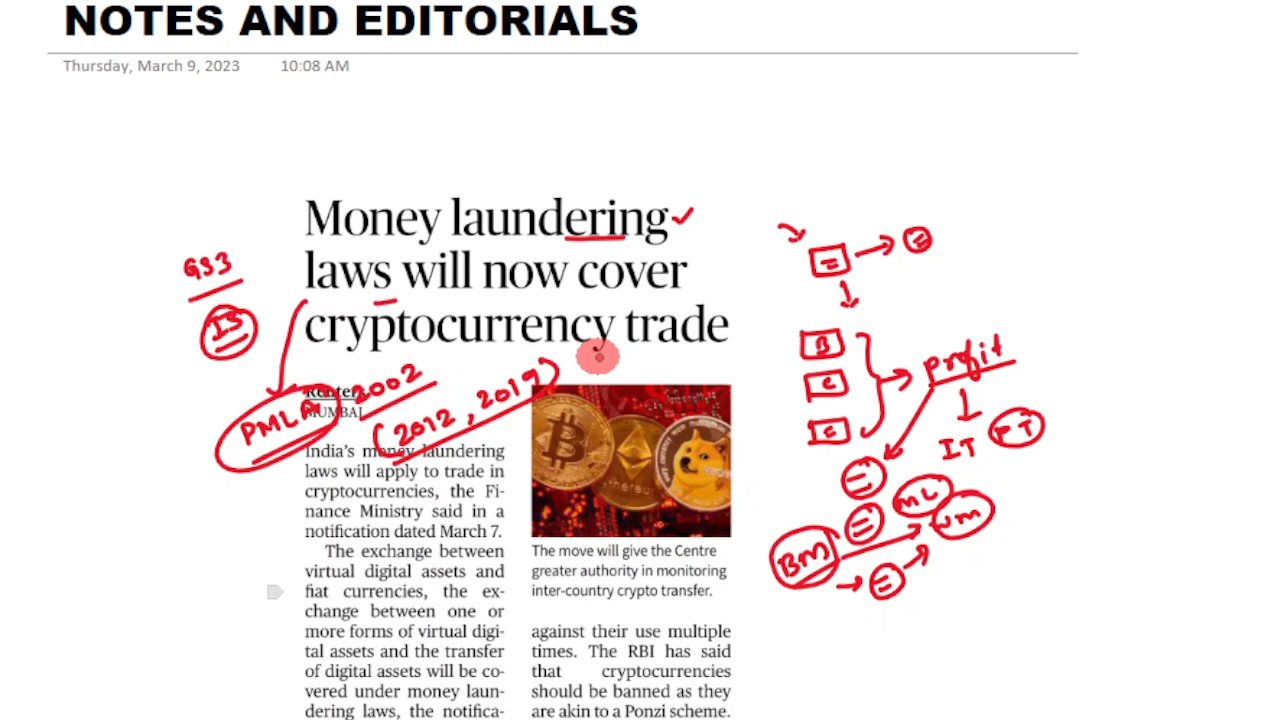 NOTES AND EDITORIALS
Thursday, March 9, 2023 10:08 AM
Money laundering
laws will now cover
cryptocurrency trade
GS3
IS
PMLA 2002
(2012, 2019)
Reuters
MUMBAI
India's money laundering
laws will apply to trade in
cryptocurrencies, the Fi-
nance Ministry said in a
notification dated March 7.
The exchange between
virtual digital assets and
fiat currencies, the ex-
change between one or
more forms of virtual digi-
tal assets and the transfer
of digital assets will be co-
vered under money laun-
dering laws, the notifica-
The move will give the Centre
greater authority in monitoring
inter-country crypto transfer.
against their use multiple
times. The RBI has said
that cryptocurrencies
should be banned as they
are akin to a Ponzi scheme.
B
C
Profit
IT
ML
WM
BM